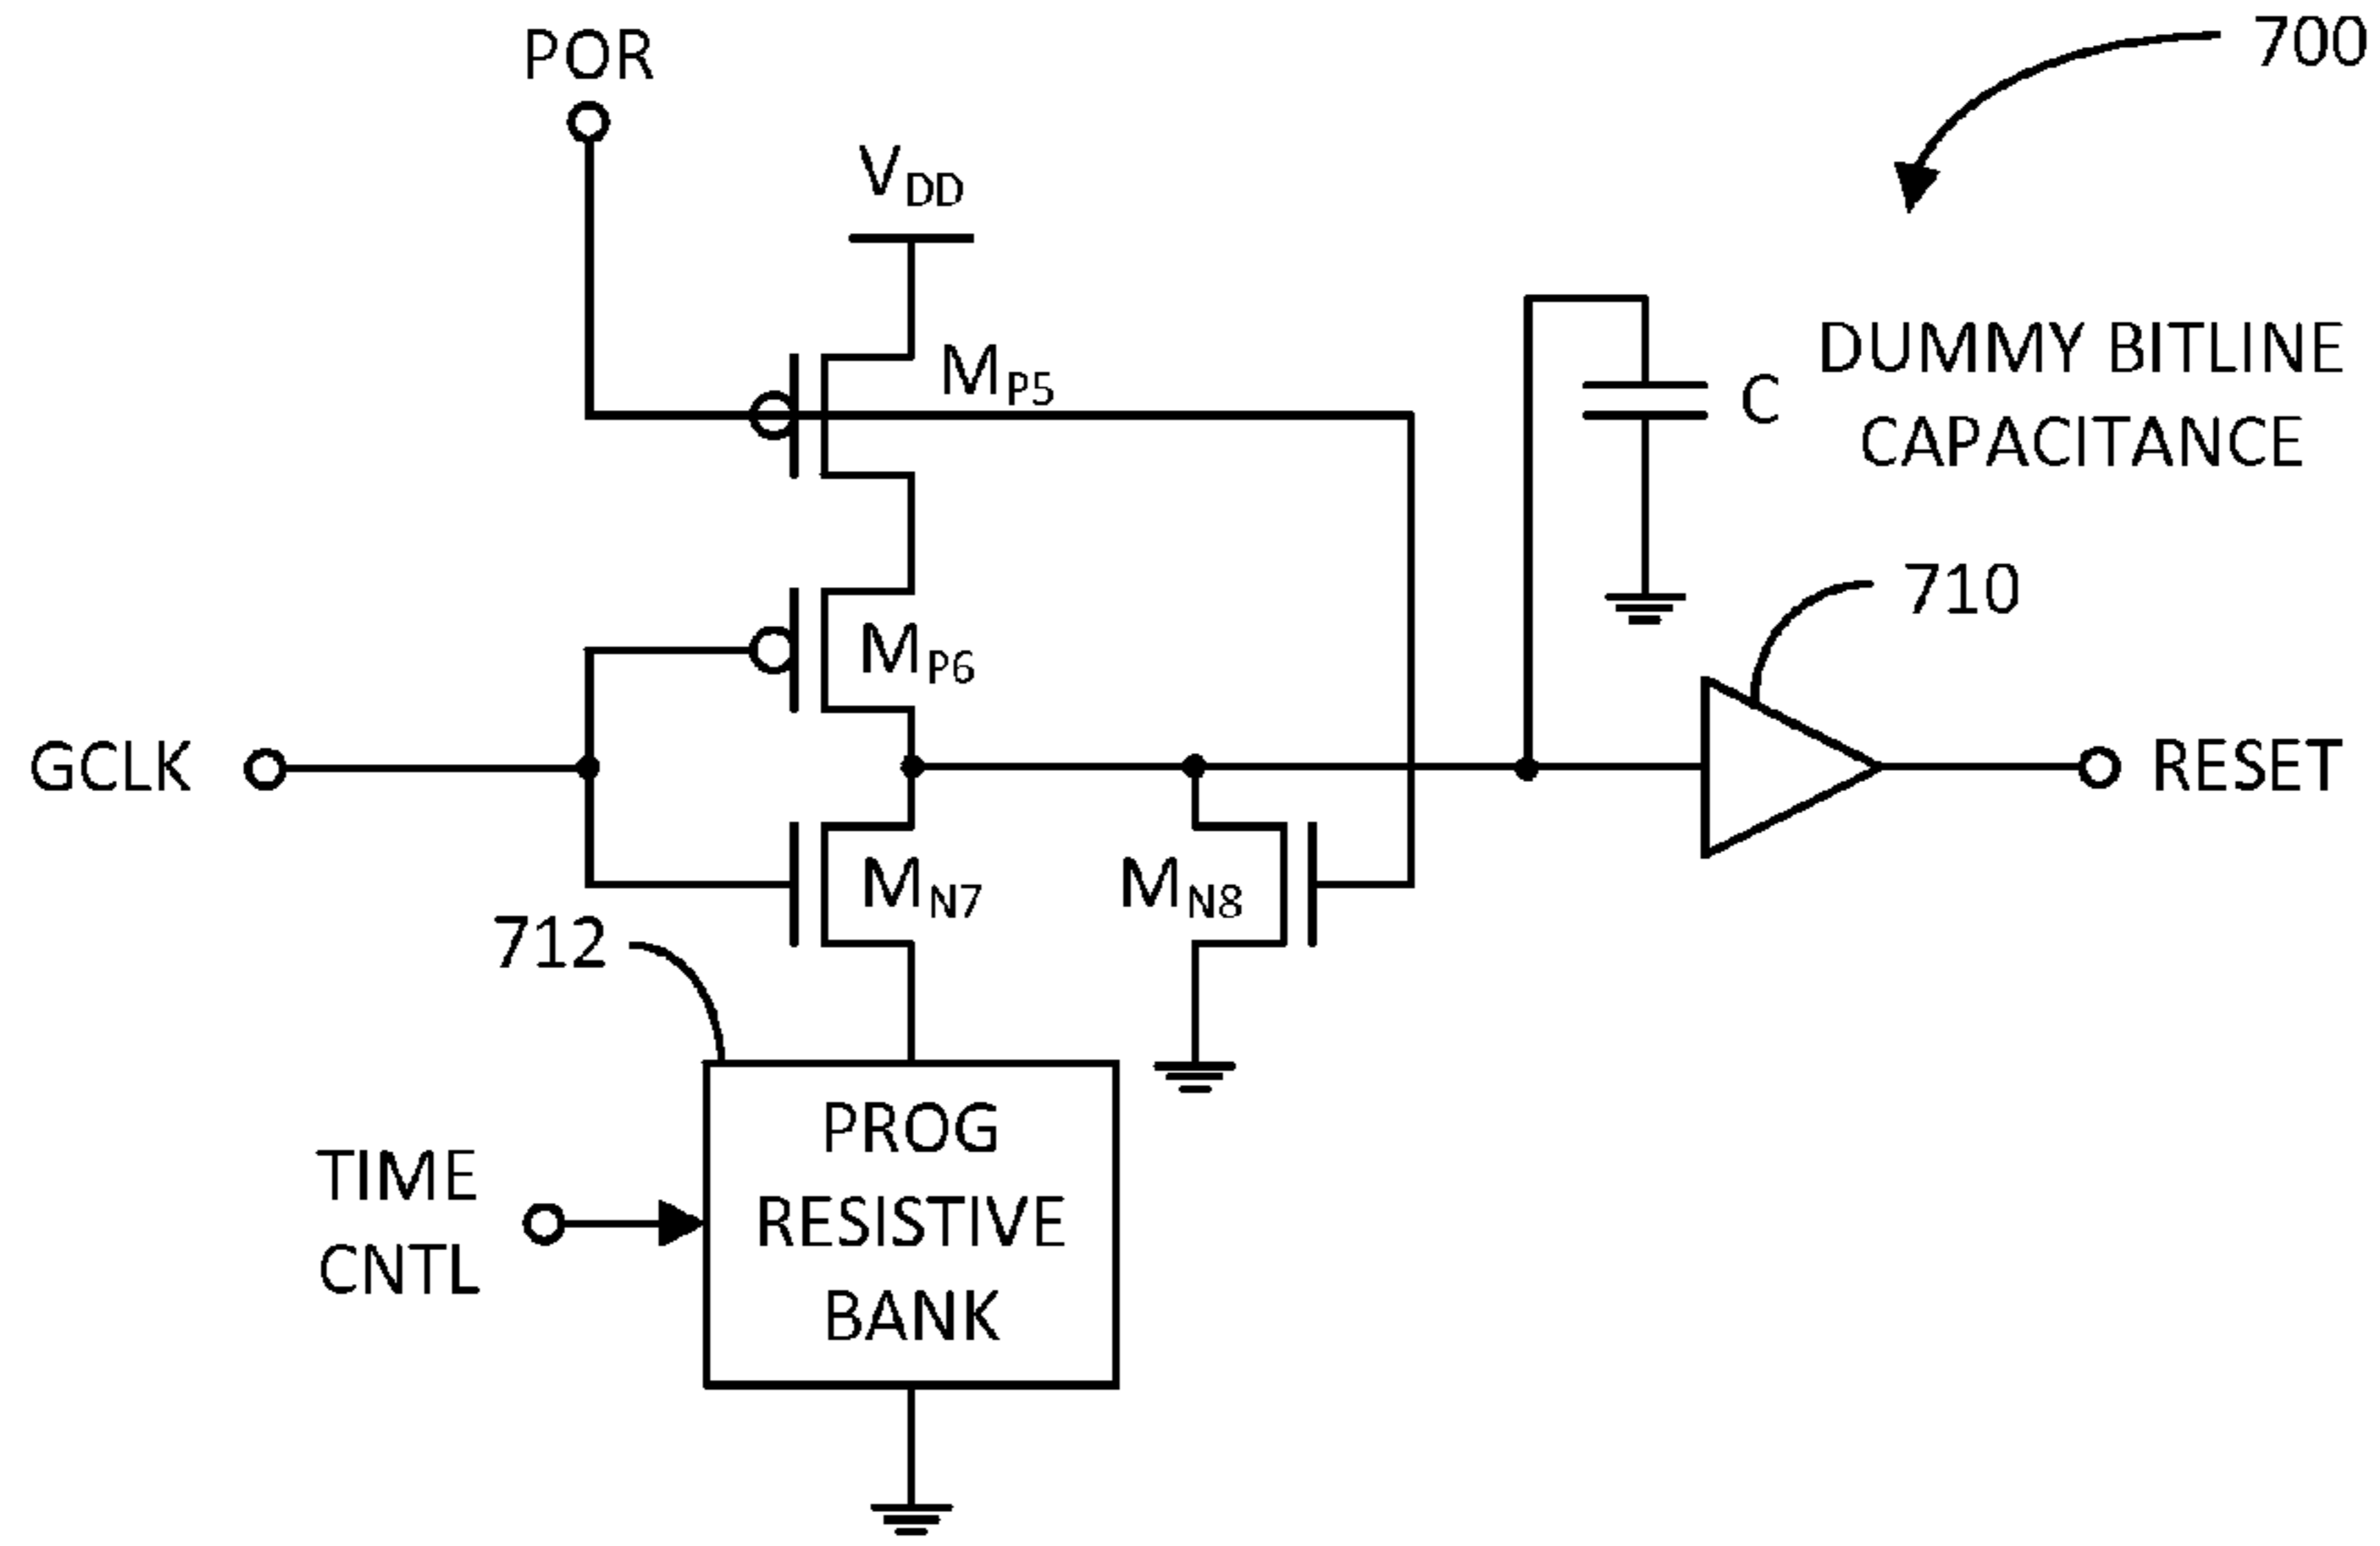 POR
700
VDD
MP5
DUMMY BITLINE
CAPACITANCE
C
710
MP6
GCLK
RESET
MN7
MN8
712
PROG
RESISTIVE
BANK
TIME
CNTL